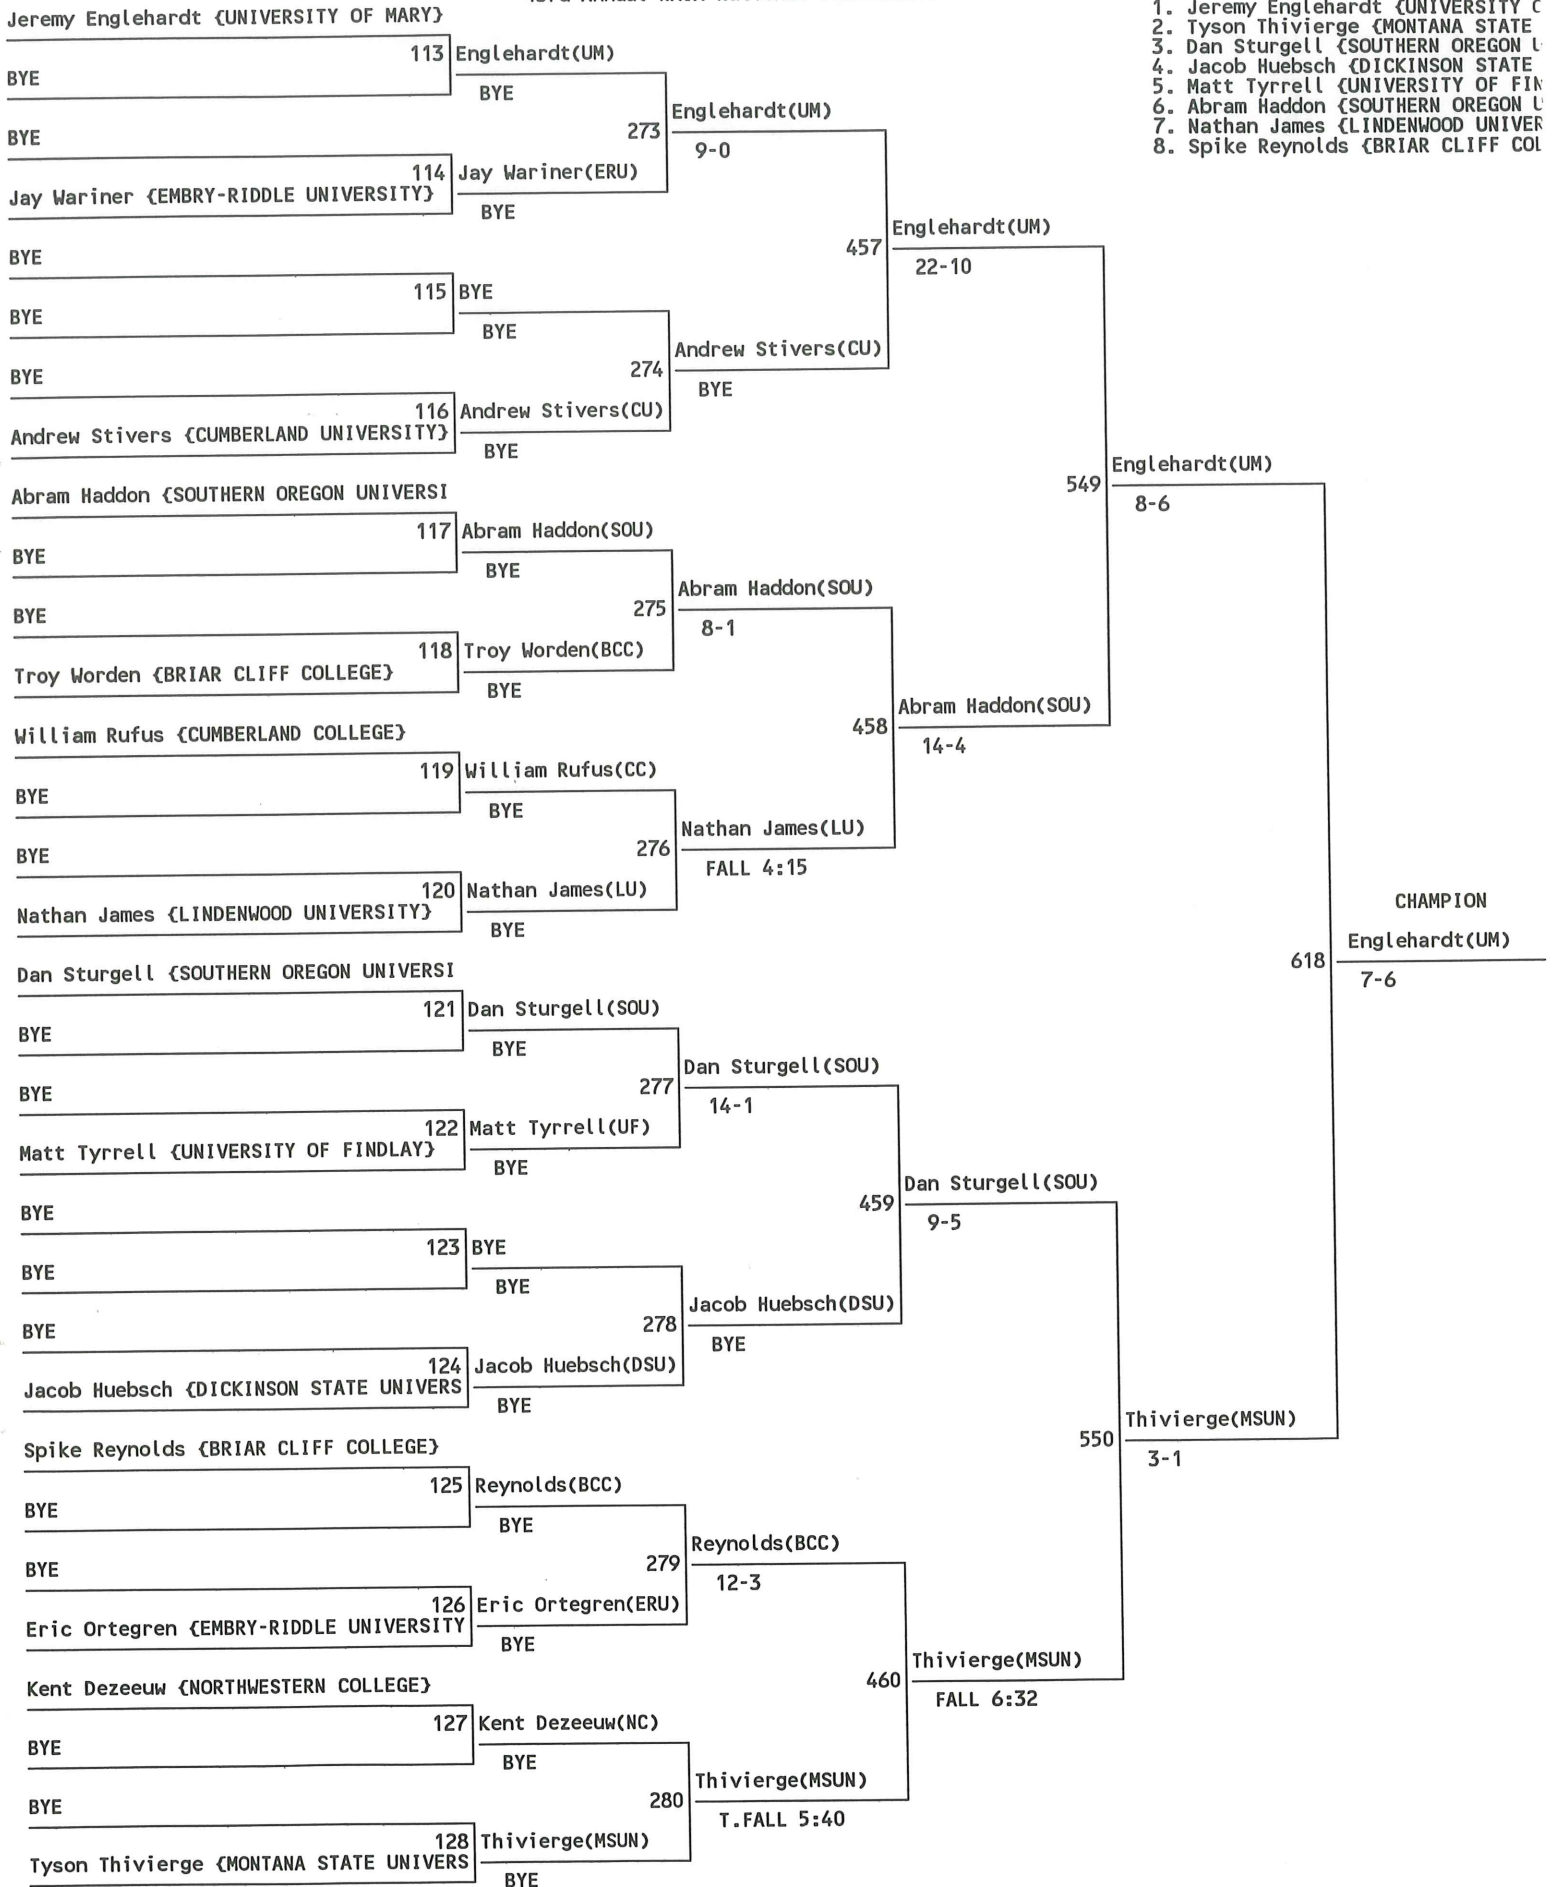 1. Jeremy Englehardt {UNIVERSITY
2. Tyson Thivierge {MONTANA STATE
3. Dan Sturgell {SOUTHERN OREGON
4. Jacob Huebsch {DICKINSON STATE
5. Matt Tyrrell {UNIVERSITY OF
6. Abram Haddon {SOUTHERN OREGON
7. Nathan James {LINDENWOOD
8. Spike Reynolds {BRIAR CLIFF
Jeremy Englehardt {UNIVERSITY OF MARY}
113 Englehardt(UM)
BYE
BYE
Englehardt(UM)
273
BYE
9-0
114 Jay Wariner(ERU)
Jay Wariner {EMBRY-RIDDLE UNIVERSITY}
BYE
Englehardt(UM)
457
BYE
22-10
115 BYE
BYE
BYE
Andrew Stivers(CU)
274
BYE
BYE
116 Andrew Stivers(CU)
Andrew Stivers {CUMBERLAND UNIVERSITY}
BYE
Englehardt(UM)
549
Abram Haddon {SOUTHERN OREGON UNIVERSI
8-6
117 Abram Haddon(SOU)
BYE
BYE
Abram Haddon(SOU)
275
BYE
8-1
118 Troy Worden(BCC)
Troy Worden {BRIAR CLIFF COLLEGE}
BYE
Abram Haddon(SOU)
458
William Rufus {CUMBERLAND COLLEGE}
14-4
119 William Rufus(CC)
BYE
BYE
Nathan James(LU)
276
BYE
FALL 4:15
120 Nathan James(LU)
Nathan James {LINDENWOOD UNIVERSITY}
BYE
CHAMPION
Englehardt(UM)
618
7-6
Dan Sturgell {SOUTHERN OREGON UNIVERSI
121 Dan Sturgell(SOU)
BYE
BYE
Dan Sturgell(SOU)
277
BYE
14-1
122 Matt Tyrrell(UF)
Matt Tyrrell {UNIVERSITY OF FINDLAY}
BYE
Dan Sturgell(SOU)
459
BYE
9-5
123 BYE
BYE
BYE
Jacob Huebsch(DSU)
278
BYE
BYE
124 Jacob Huebsch(DSU)
Jacob Huebsch {DICKINSON STATE UNIVERS
BYE
Thivierge(MSUN)
550
Spike Reynolds {BRIAR CLIFF COLLEGE}
3-1
125 Reynolds(BCC)
BYE
BYE
Reynolds(BCC)
279
BYE
12-3
126 Eric Ortegren(ERU)
Eric Ortegren {EMBRY-RIDDLE UNIVERSITY
BYE
Thivierge(MSUN)
460
Kent Dezeeuw {NORTHWESTERN COLLEGE}
FALL 6:32
127 Kent Dezeeuw(NC)
BYE
BYE
Thivierge(MSUN)
280
BYE
T.FALL 5:40
128 Thivierge(MSUN)
Tyson Thivierge {MONTANA STATE UNIVERS
BYE